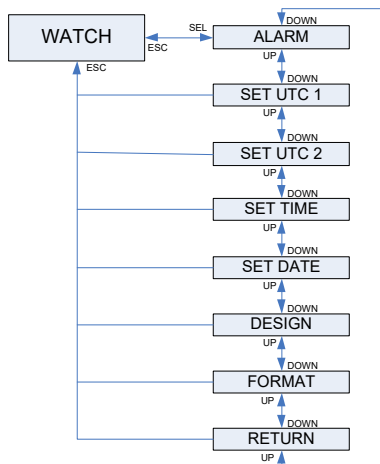 DOWN
WATCH
SEL
ALARM
ESC
UP
ESC
DOWN
SET UTC 1
UP
DOWN
SET UTC 2
UP
DOWN
SET TIME
UP
DOWN
SET DATE
UP
DOWN
DESIGN
UP
DOWN
FORMAT
UP
DOWN
RETURN
UP